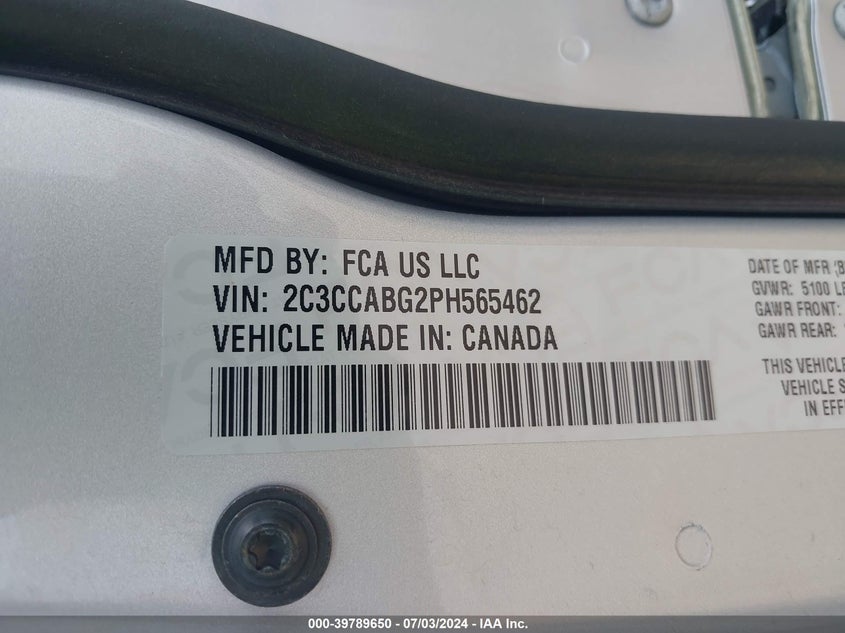 MFD BY: FCA US LLC
VIN: 2C3CCABG2PH565462
VEHICLE MADE IN: CANADA
DATE OF MFR
GVWR: 5100
GAWR FRONT:
GAWR REAR:
THIS VEHICLE
VEHICLE
IN
000-39789650 - 07/03/2024 - IAA Inc.